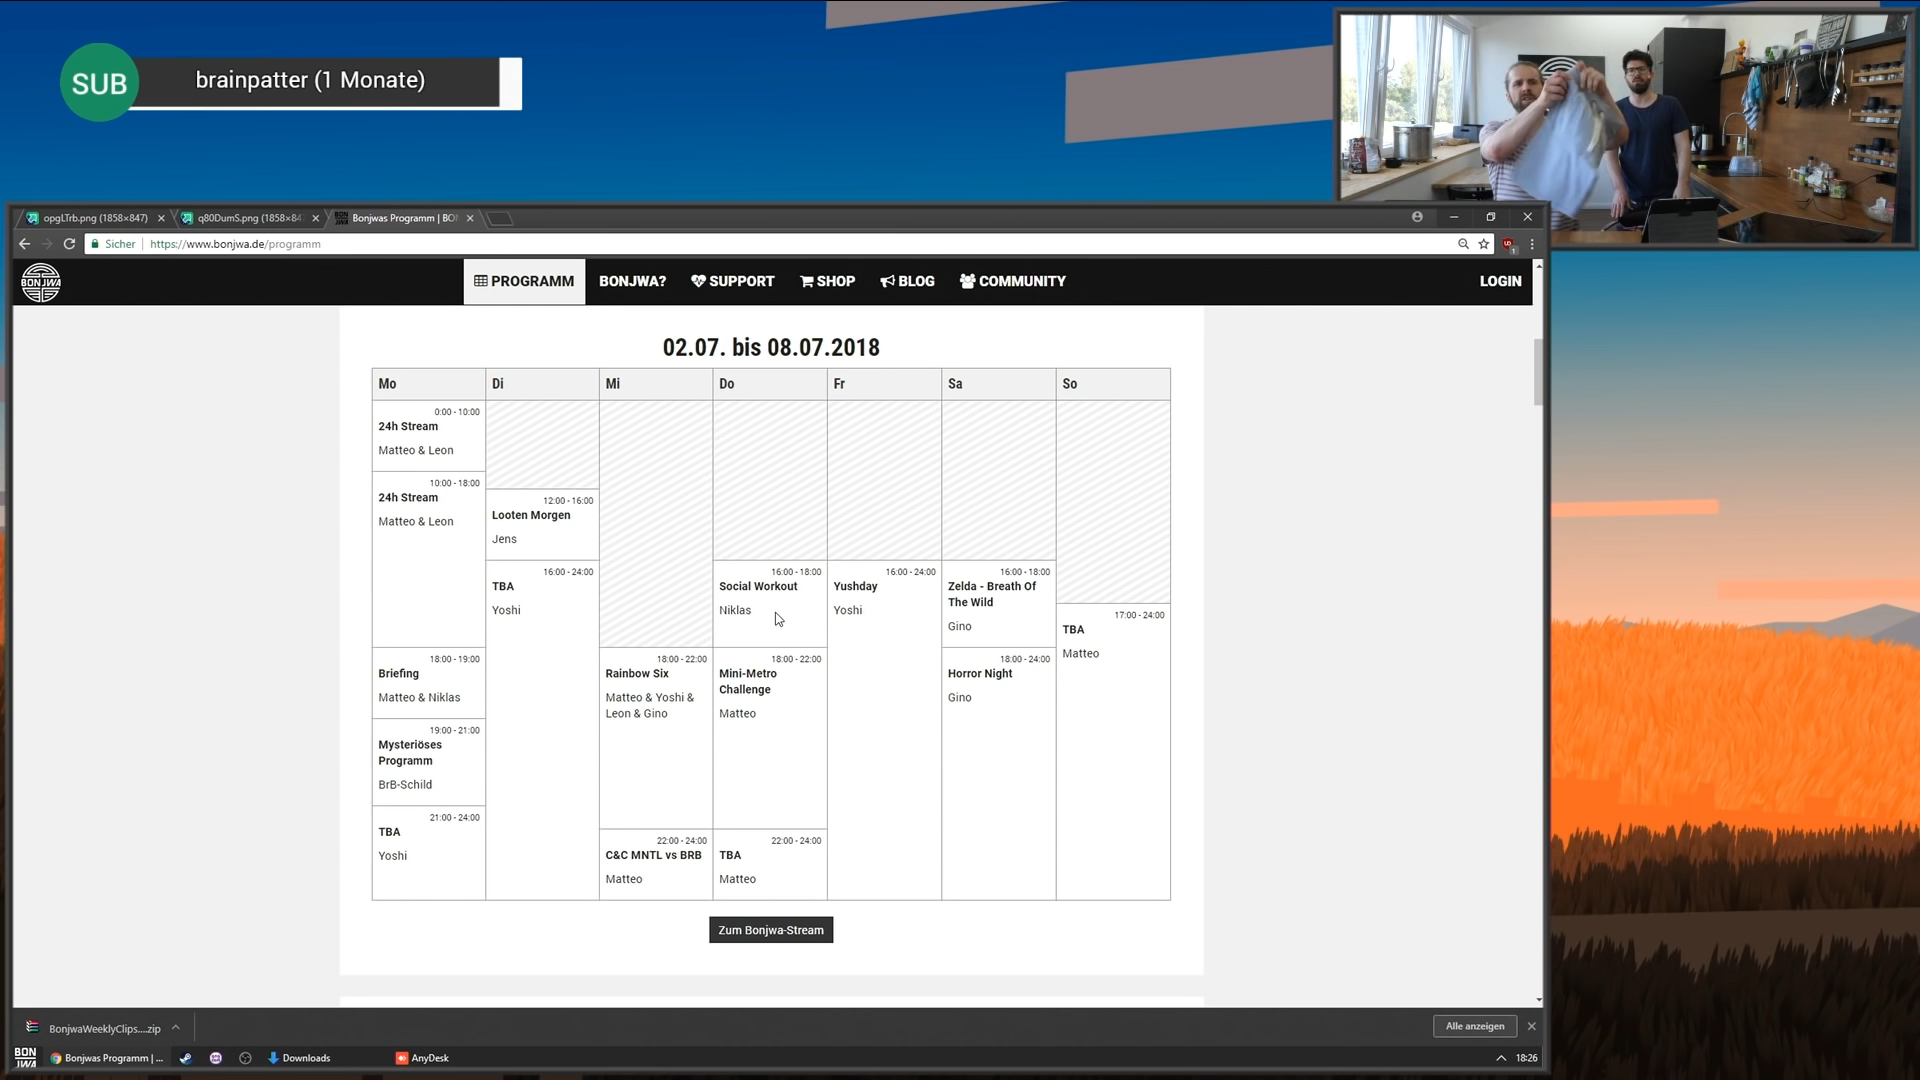 SUB
brainpatter (1 Monate)
opgLTrb.png (1858×847)
q80DumS.png (1858×84
Bonjwas Programm | BO
Sicher
https://www.bonjwa.de/programm
BONJWA
PROGRAMM
BONJWA?
SUPPORT
SHOP
BLOG
COMMUNITY
LOGIN
02.07. bis 08.07.2018
Mo
Di
Mi
Do
Fr
Sa
So
0:00 - 10:00
24h Stream
Matteo & Leon
10:00 - 18:00
24h Stream
Matteo & Leon
18:00 - 19:00
Briefing
Matteo & Niklas
19:00 - 21:00
Mysteriöses
Programm
BrB-Schild
21:00 - 24:00
TBA
Yoshi
12:00 - 16:00
Looten Morgen
Jens
16:00 - 24:00
TBA
Yoshi
18:00 - 22:00
Rainbow Six
Matteo & Yoshi &
Leon & Gino
22:00 - 24:00
C&C MNTL vs BRB
Matteo
16:00 - 18:00
Social Workout
Niklas
18:00 - 22:00
Mini-Metro
Challenge
Matteo
22:00 - 24:00
TBA
Matteo
16:00 - 24:00
Yushday
Yoshi
16:00 - 18:00
Zelda - Breath Of
The Wild
Gino
18:00 - 24:00
Horror Night
Gino
17:00 - 24:00
TBA
Matteo
Zum Bonjwa-Stream
BonjwaWeeklyClips....zip
Alle anzeigen
BON
JWA
Bonjwas Programm | ...
Downloads
AnyDesk
18:26